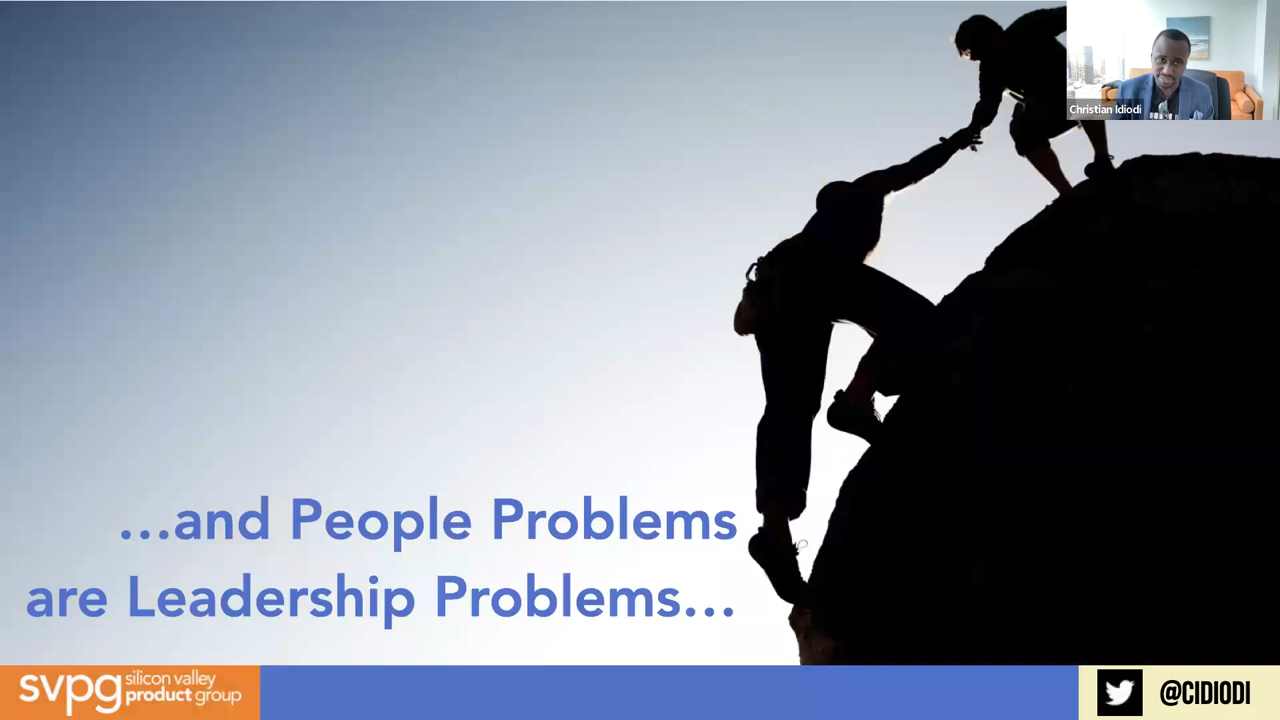 Christian Idiodi
...and People Problems
are Leadership Problems...
svpg silicon valley
product group
@CIDIODI